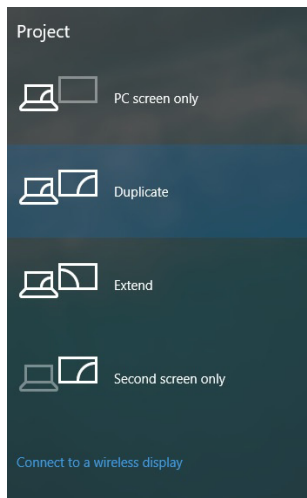 Project
PC screen only
Duplicate
Extend
Second screen only
Connect to a wireless display